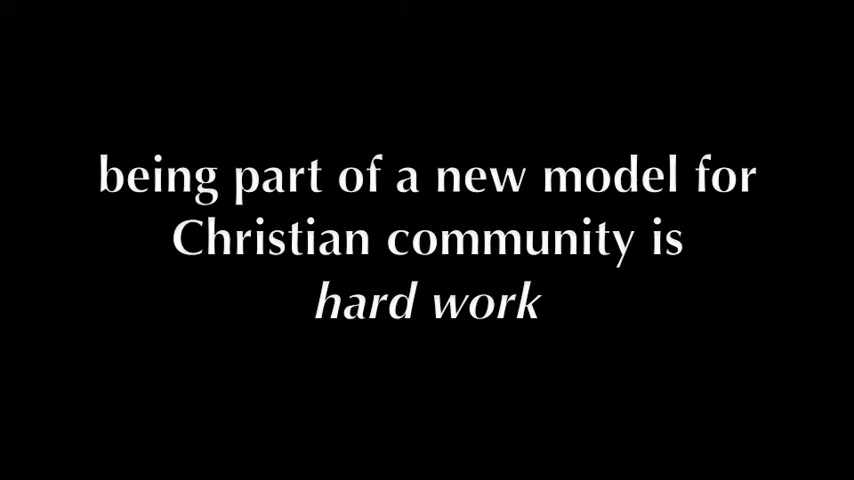 being part of a new model for
Christian community is
hard work